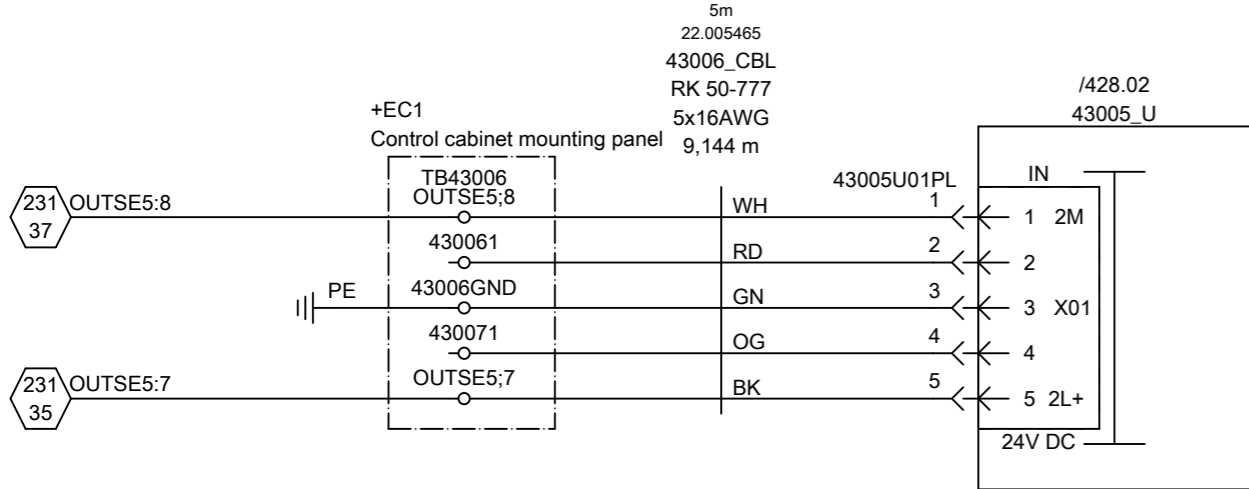 5m
22.005465
43006_CBL
RK 50-777
5x16AWG
9,144 m
/428.02
43005_U
+EC1
Control cabinet mounting panel
TB43006
43005U01PL
IN
231
37
OUTSE5:8
OUTSE5;8
WH
1
1
2M
430061
RD
2
2
PE
43006GND
GN
3
3
X01
430071
OG
4
4
231
35
OUTSE5:7
OUTSE5;7
BK
5
5
2L+
24V DC